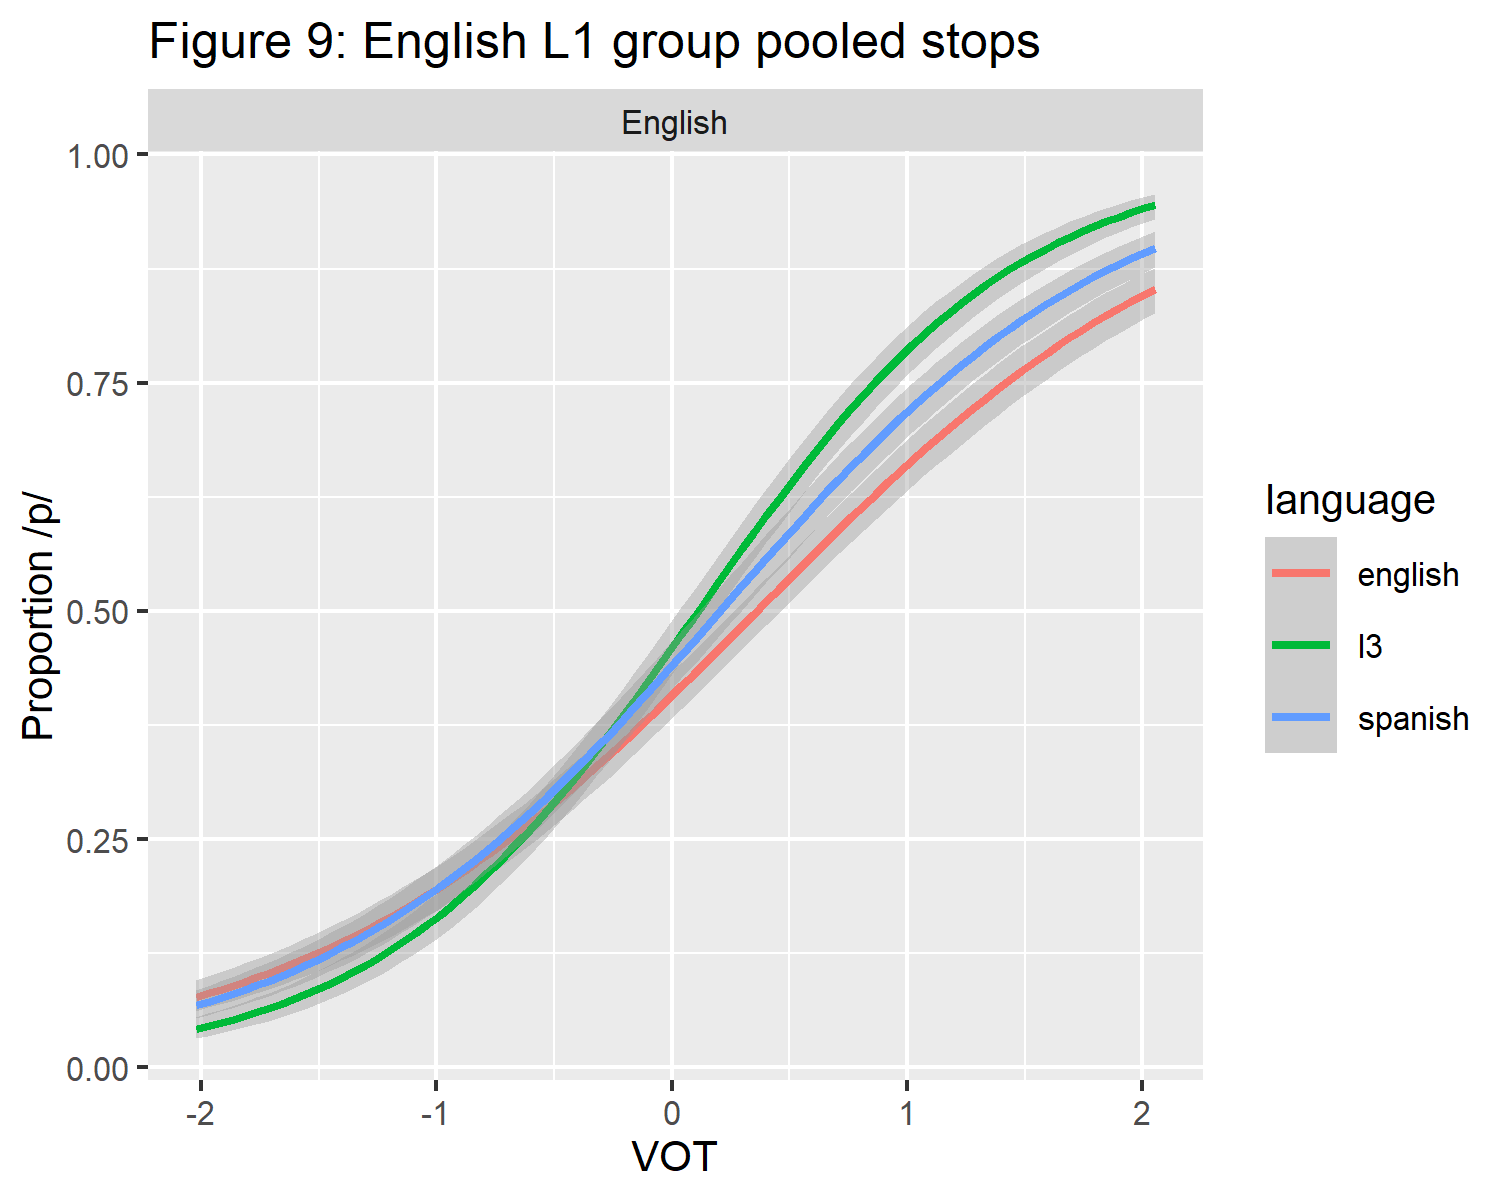 Figure 9: English L1 group pooled stops
English
1.00
0.75
0.50
0.25
0.00
Proportion /p/
-2 -1 0 1 2
VOT
language
english
l3
spanish